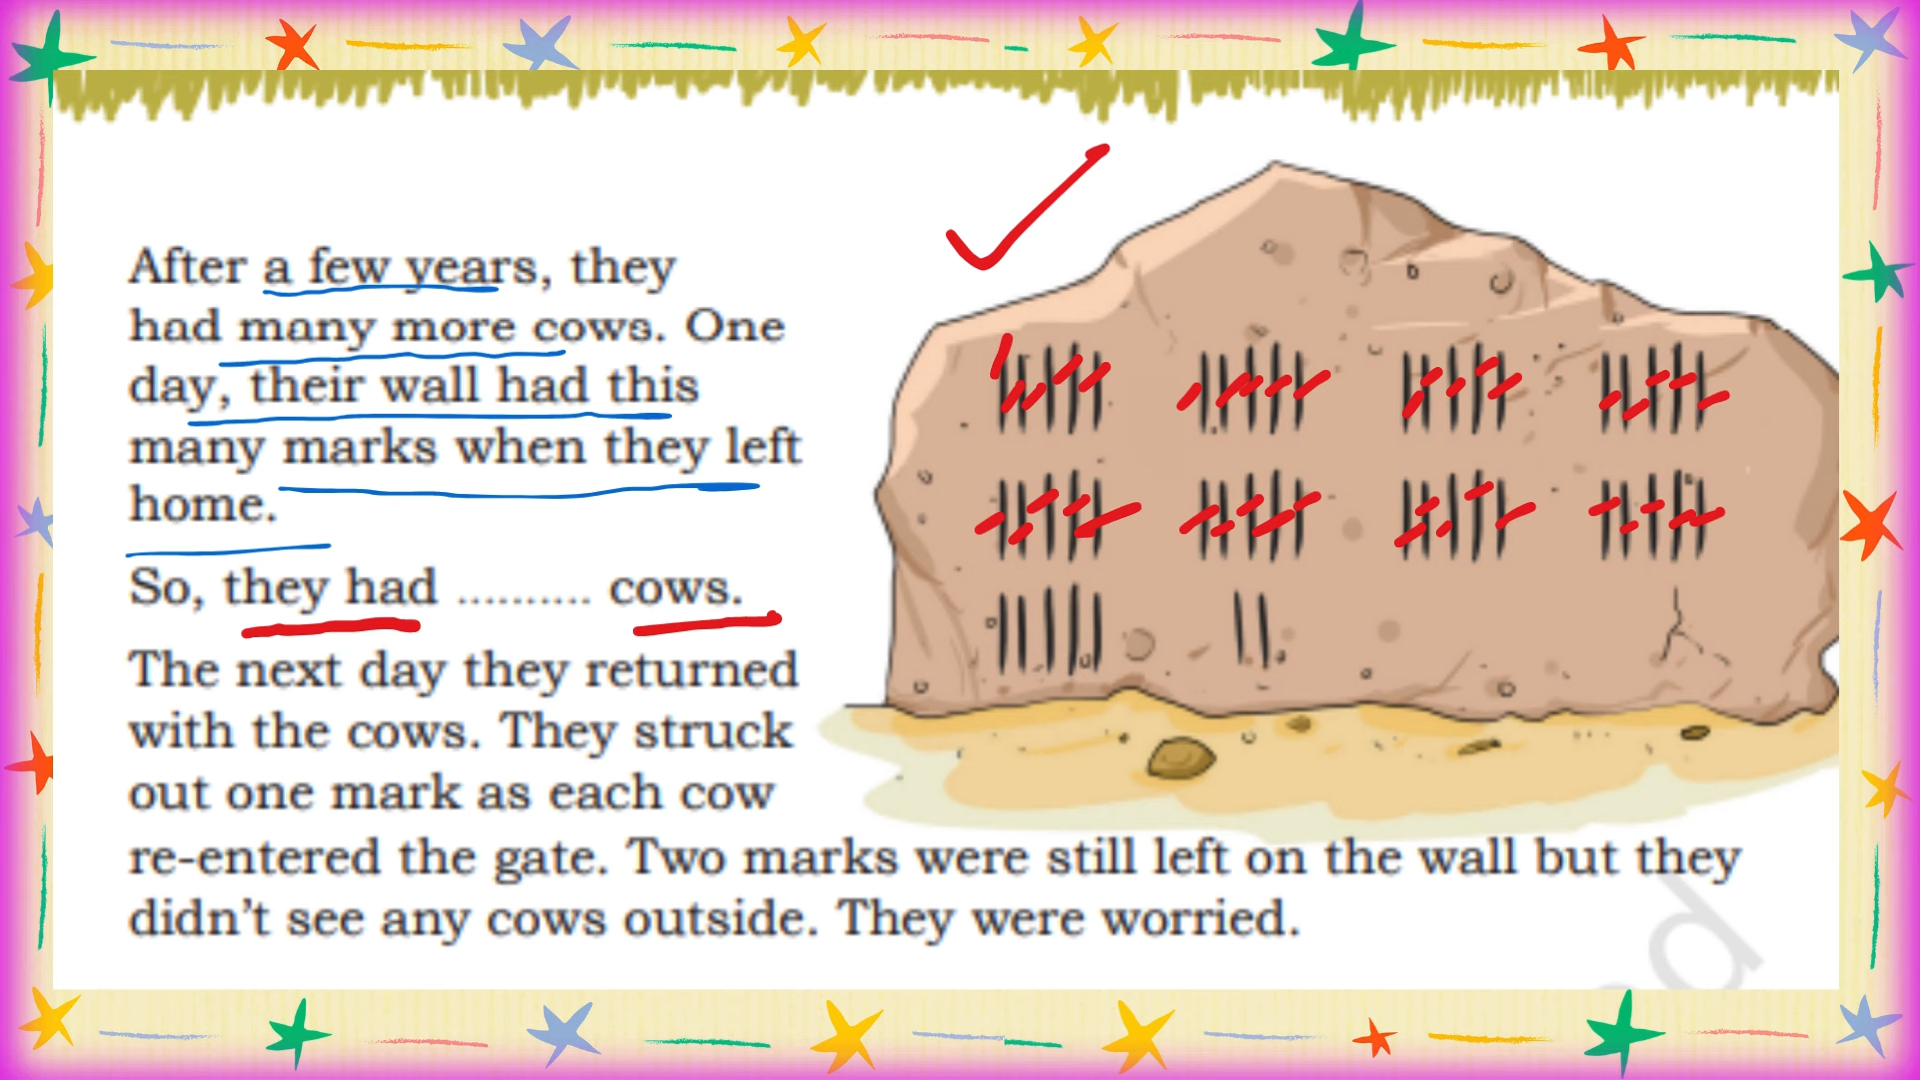 After a few years, they
had many more cows. One
day, their wall had this
many marks when they left
home.
So, they had .......... cows.
The next day they returned
with the cows. They struck
out one mark as each cow
re-entered the gate. Two marks were still left on the wall but they
didn't see any cows outside. They were worried.
d